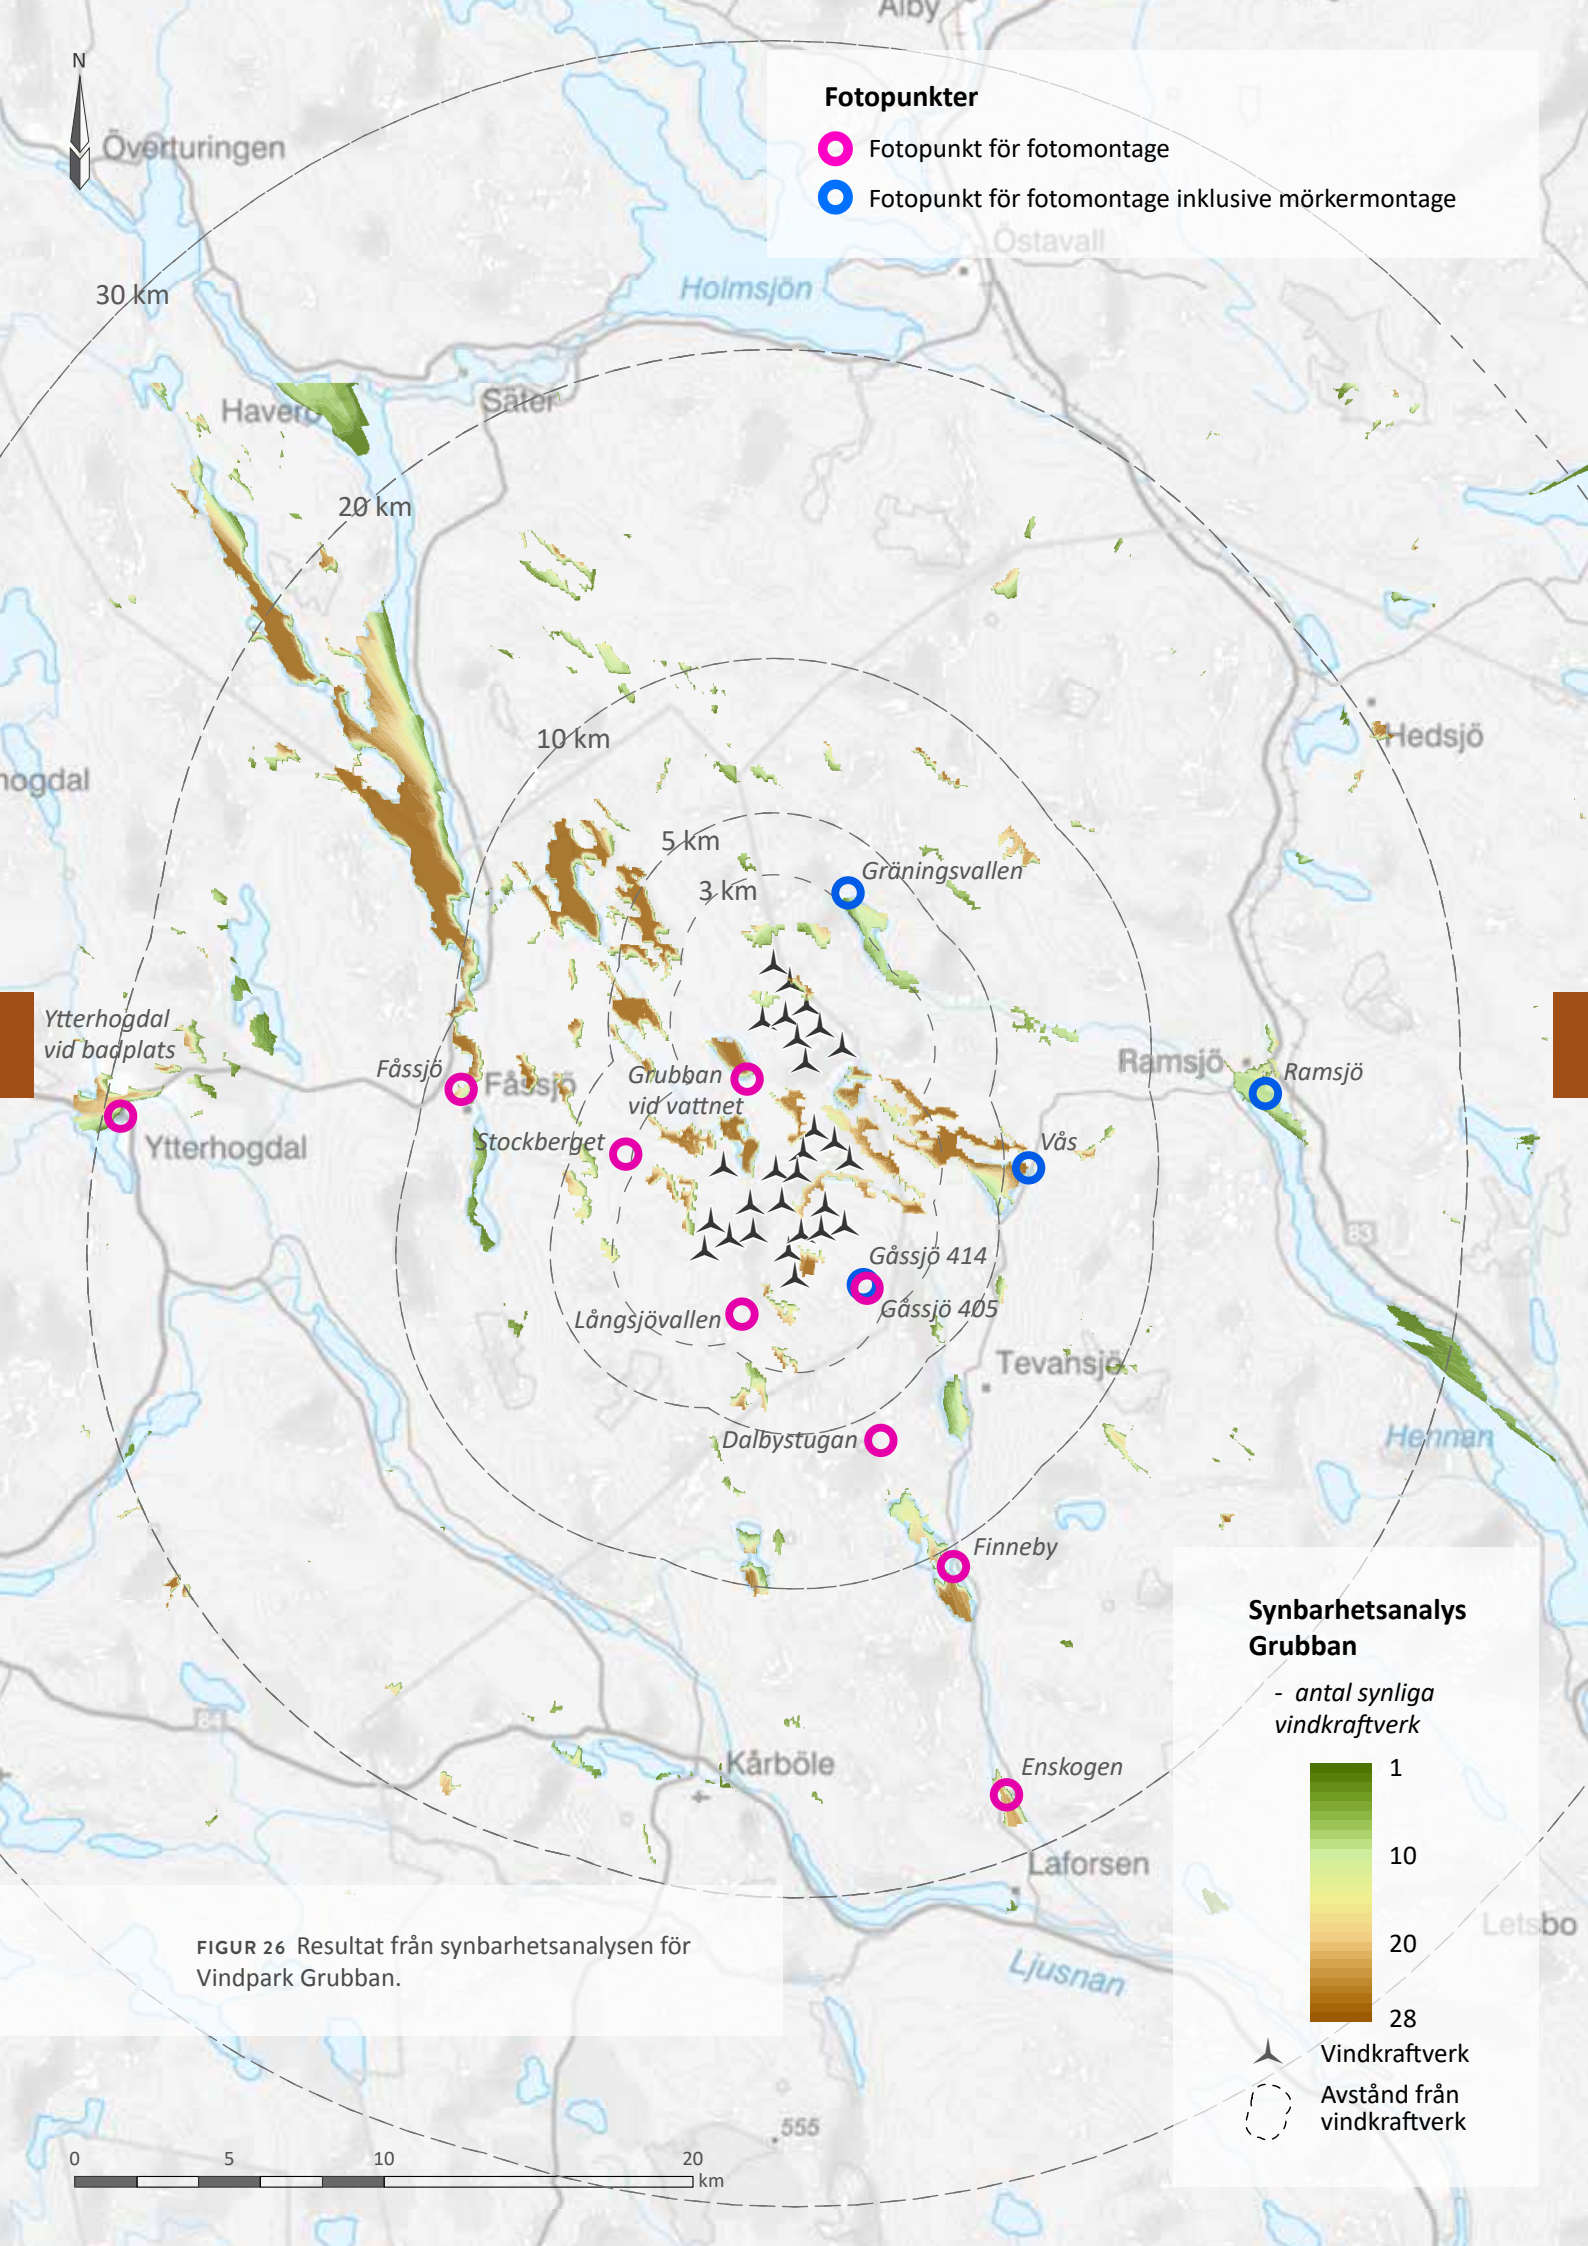 Alby
N
Fotopunkter
Fotopunkt för fotomontage
Fotopunkt för fotomontage inklusive mörkermontage
Överturingen
Östavall
30 km
Holmsjön
Säter
Haverö
20 km
10 km
Hedsjö
hogdal
5 km
3 km
Gräningsvallen
Ytterhogdal
vid badplats
Fåssjö
Fåssjö
Grubban
vid vattnet
Ramsjö
Ramsjö
Ytterhogdal
Stockberget
Vås
83
Gåssjö 414
Gåssjö 405
Långsjövallen
Tevansjö
Dalbystugan
Hennan
Finneby
Synbarhetsanalys
Grubban
- antal synliga
vindkraftverk
84
Kårböle
Enskogen
1
10
20
28
Laforsen
Letsbo
FIGUR 26 Resultat från synbarhetsanalysen för
Vindpark Grubban.
Ljusnan
Vindkraftverk
Avstånd från
vindkraftverk
555
0 5 10 20
km